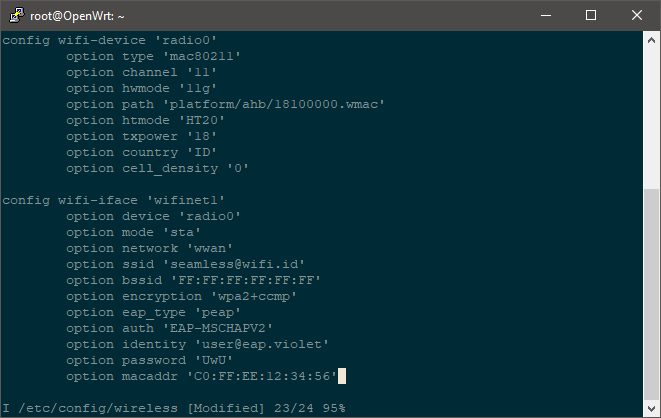 root@OpenWrt: ~
config wifi-device 'radio0'
option type 'mac80211'
option channel '11'
option hwmode '11g'
option path 'platform/ahb/18100000.wmac'
option htmode 'HT20'
option txpower '18'
option country 'ID'
option cell_density '0'
config wifi-iface 'wifinet1'
option device 'radio0'
option mode 'sta'
option network 'wwan'
option ssid 'seamless@wifi.id'
option bssid 'FF:FF:FF:FF:FF:FF'
option encryption 'wpa2+ccmp'
option eap_type 'peap'
option auth 'EAP-MSCHAPV2'
option identity 'user@eap.violet'
option password 'UwU'
option macaddr 'C0:FF:EE:12:34:56'
I /etc/config/wireless [Modified] 23/24 95%